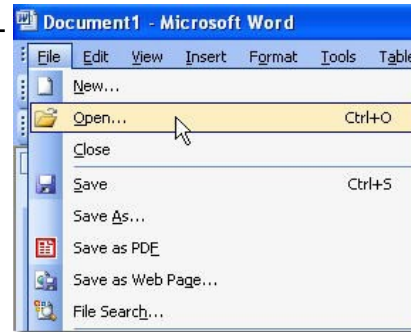 Document1 - Microsoft Word
File Edit View Insert Format Tools Table
New...
Open... Ctrl+O
Close
Save Ctrl+S
Save As...
Save as PDF
Save as Web Page...
File Search...